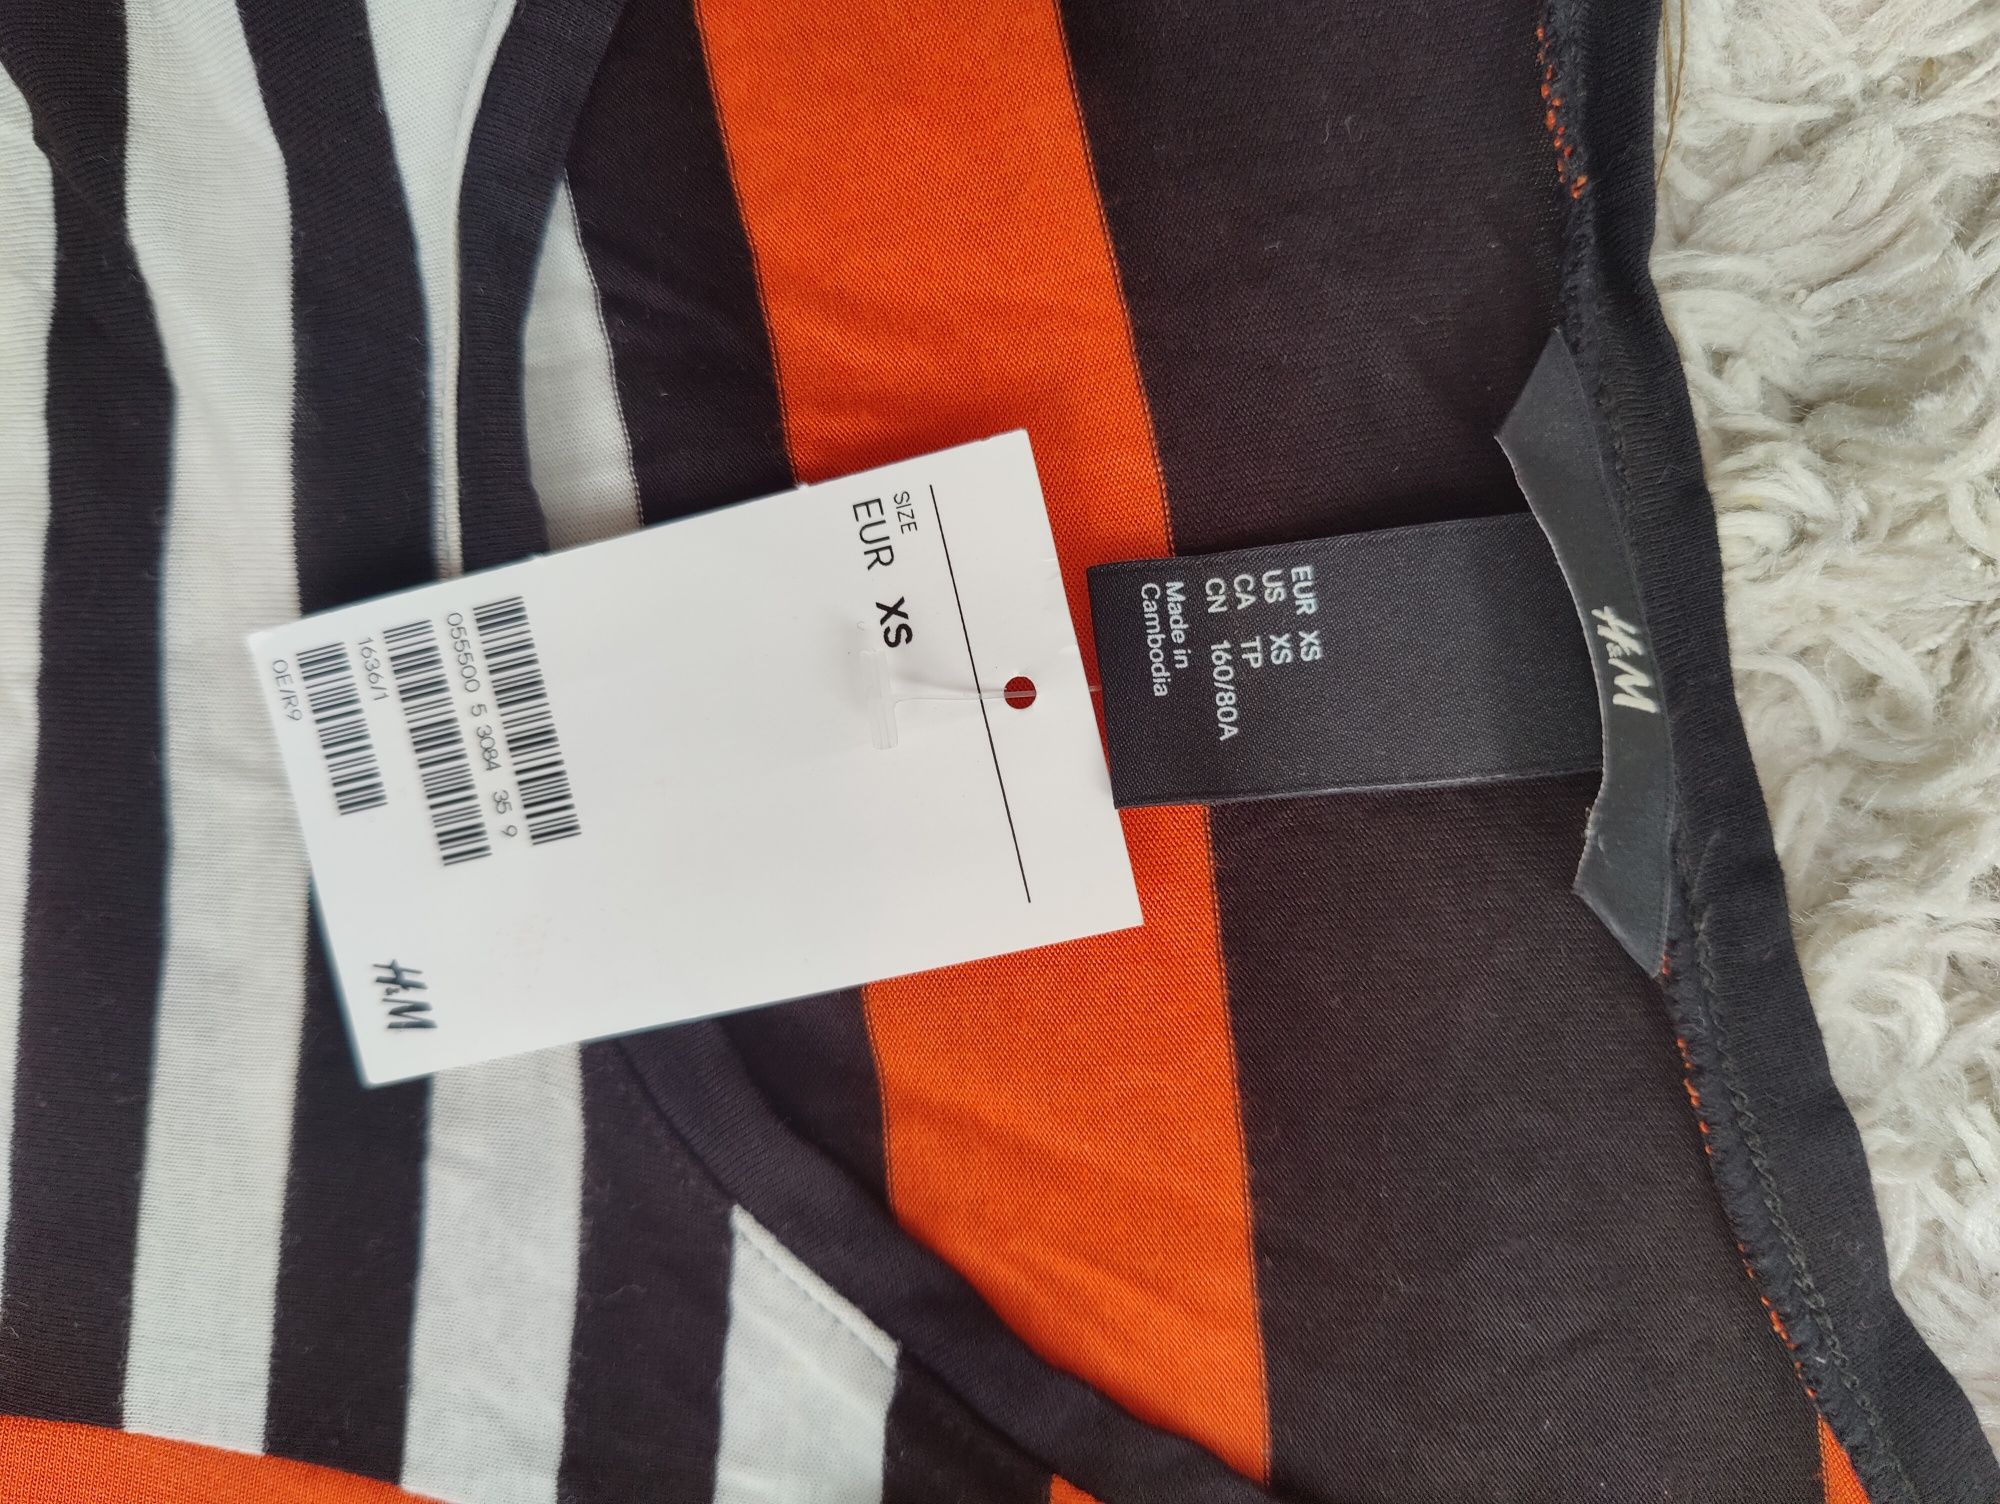 SIZE
EUR XS
05500 5 3084 35 9
1636/1
OE/R9
H&M
H&M
EUR XS
US XS
CA TP
CN 160/80A
Made in
Cambodia